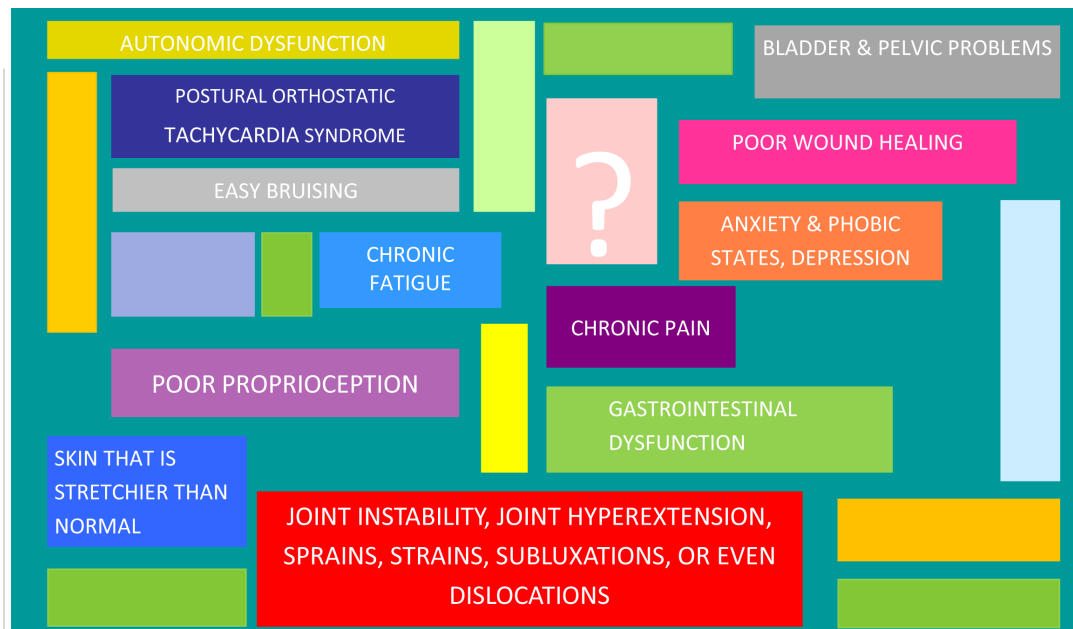 AUTONOMIC DYSFUNCTION
BLADDER & PELVIC PROBLEMS
POSTURAL ORTHOSTATIC
TACHYCARDIA SYNDROME
?
POOR WOUND HEALING
EASY BRUISING
ANXIETY & PHOBIC
STATES, DEPRESSION
CHRONIC
FATIGUE
CHRONIC PAIN
POOR PROPRIOCEPTION
GASTROINTESTINAL
DYSFUNCTION
SKIN THAT IS
STRETCHIER THAN
NORMAL
JOINT INSTABILITY, JOINT HYPEREXTENSION,
SPRAINS, STRAINS, SUBLUXATIONS, OR EVEN
DISLOCATIONS